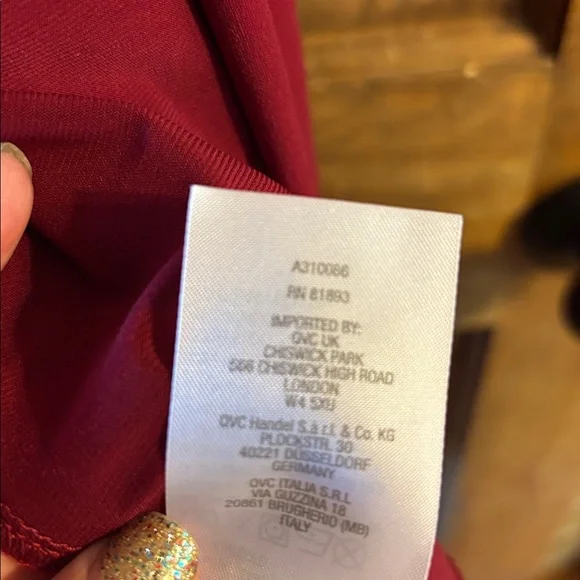 A310086
RN 81893
IMPORTED BY:
QVC UK
CHISWICK PARK
566 CHISWICK HIGH ROAD
LONDON
W4 5XU
QVC Handel S.à r.l. & Co. KG
PLOCKSTR. 30
40221 DUSSELDORF
GERMANY
QVC ITALIA S.R.L
VIA GUZZINA 18
20861 BRUGHERIO (MB)
ITALY